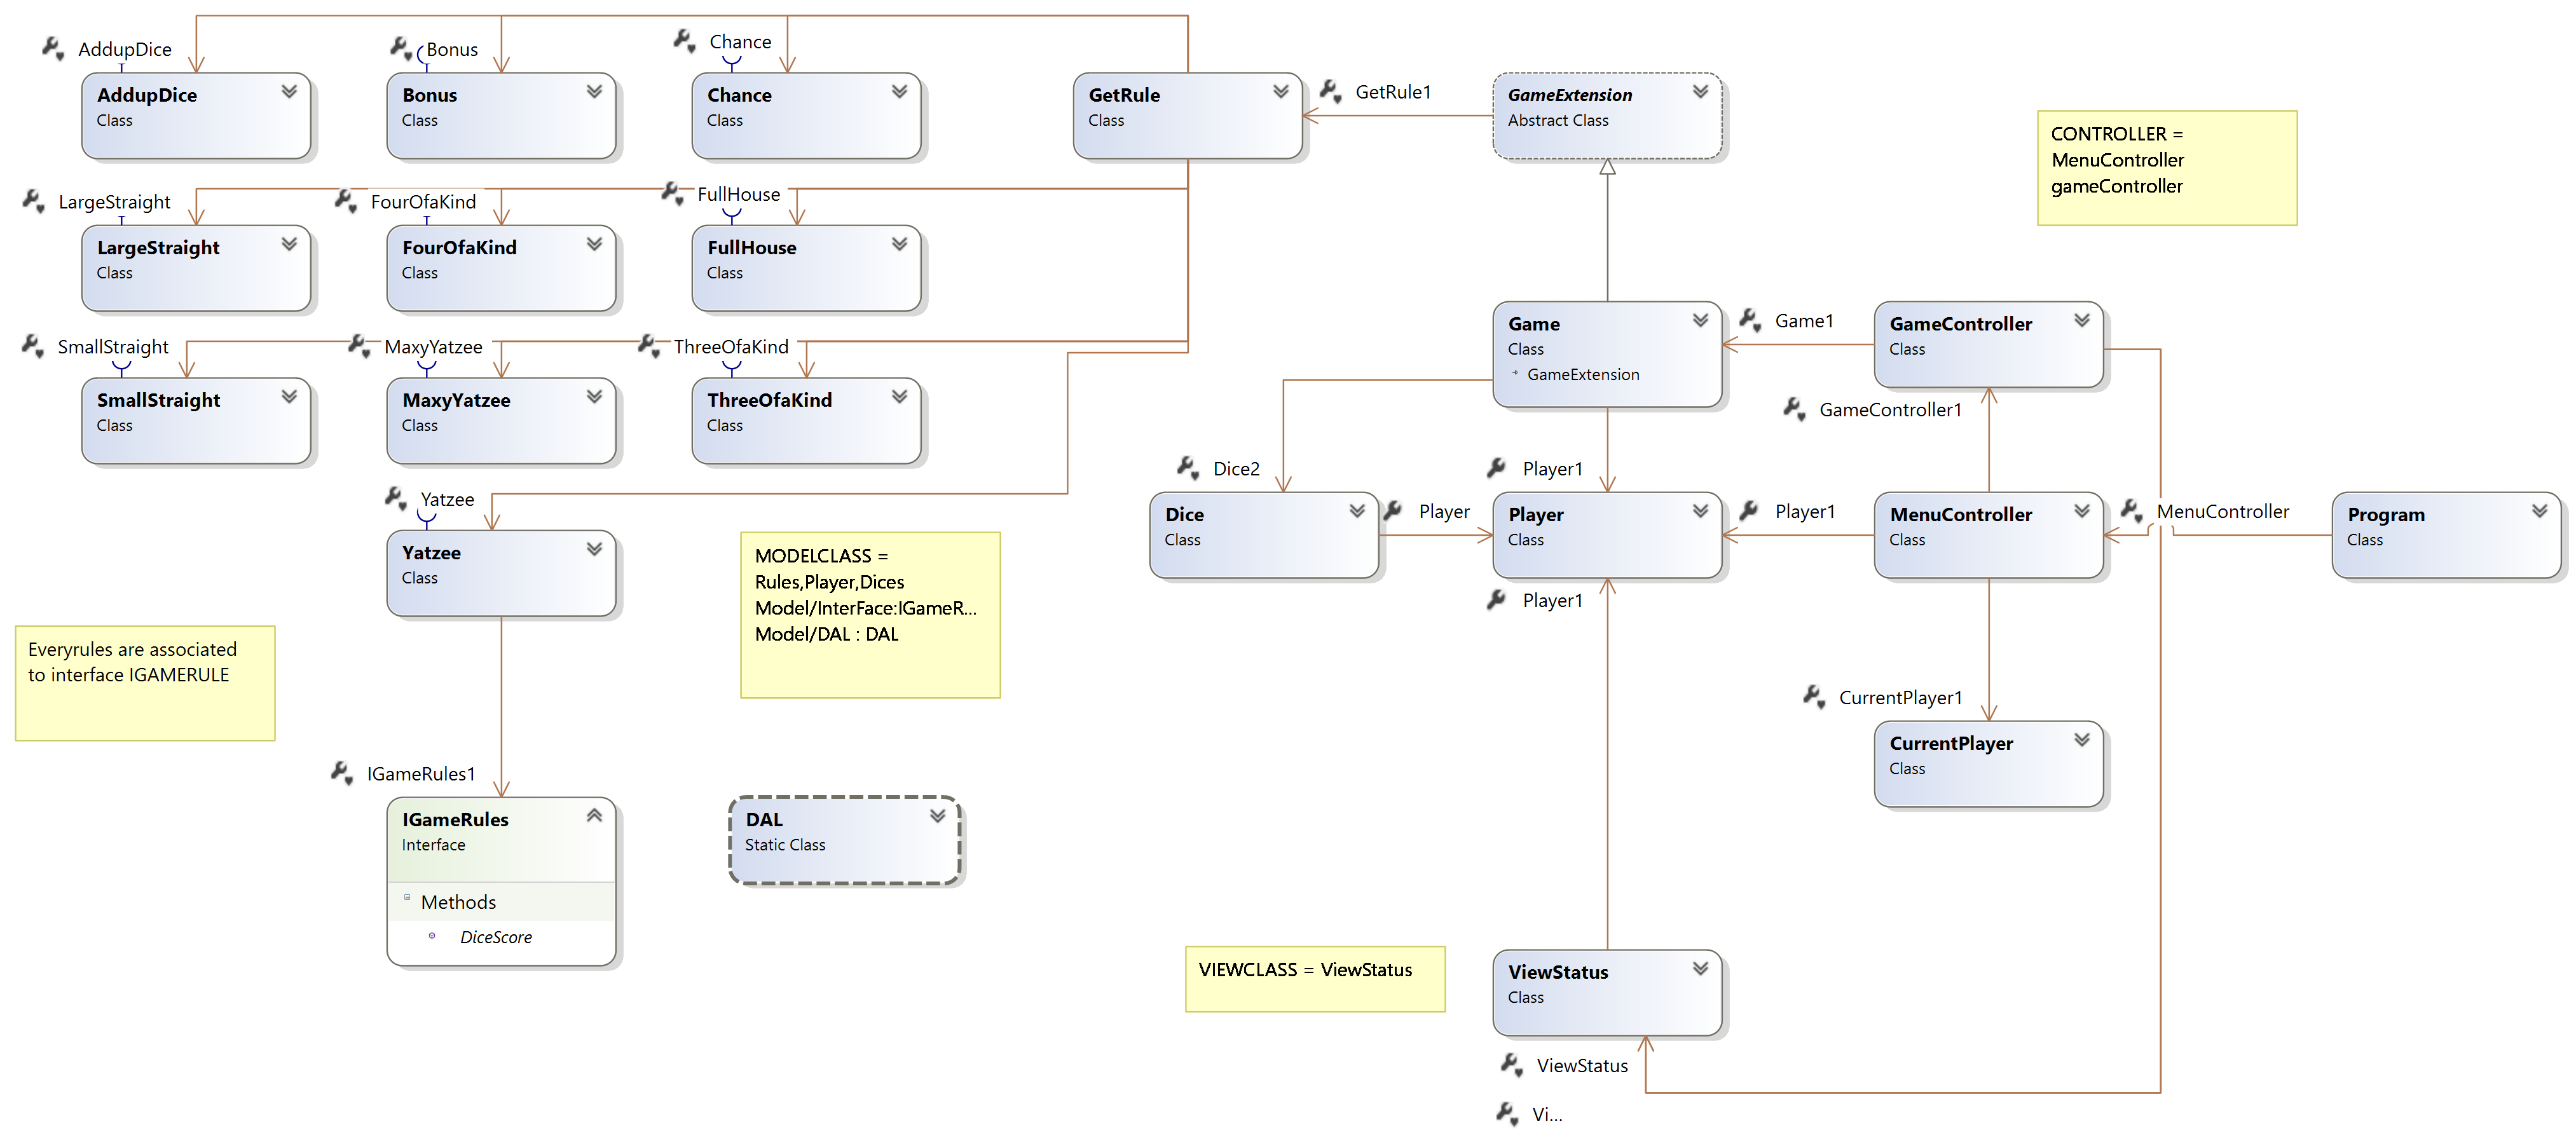 AddupDice
Bonus
Chance
AddupDice
Class
Bonus
Class
Chance
Class
GetRule
Class
GetRule1
GameExtension
Abstract Class
CONTROLLER =
MenuController
gameController
LargeStraight
FourOfaKind
FullHouse
LargeStraight
Class
FourOfaKind
Class
FullHouse
Class
SmallStraight
MaxyYatzee
ThreeOfaKind
SmallStraight
Class
MaxyYatzee
Class
ThreeOfaKind
Class
Game
Class
GameExtension
Game1
GameController
Class
GameController1
Dice2
Player1
Yatzee
Yatzee
Class
Dice
Class
Player
Player
Class
Player1
MenuController
Class
MenuController
Program
Class
Player1
MODELCLASS =
Rules,Player,Dices
Model/InterFace:IGameR...
Model/DAL : DAL
Everyrules are associated
to interface IGAMERULE
CurrentPlayer1
CurrentPlayer
Class
IGameRules1
IGameRules
Interface
Methods
DiceScore
DAL
Static Class
VIEWCLASS = ViewStatus
ViewStatus
Class
ViewStatus
Vi...